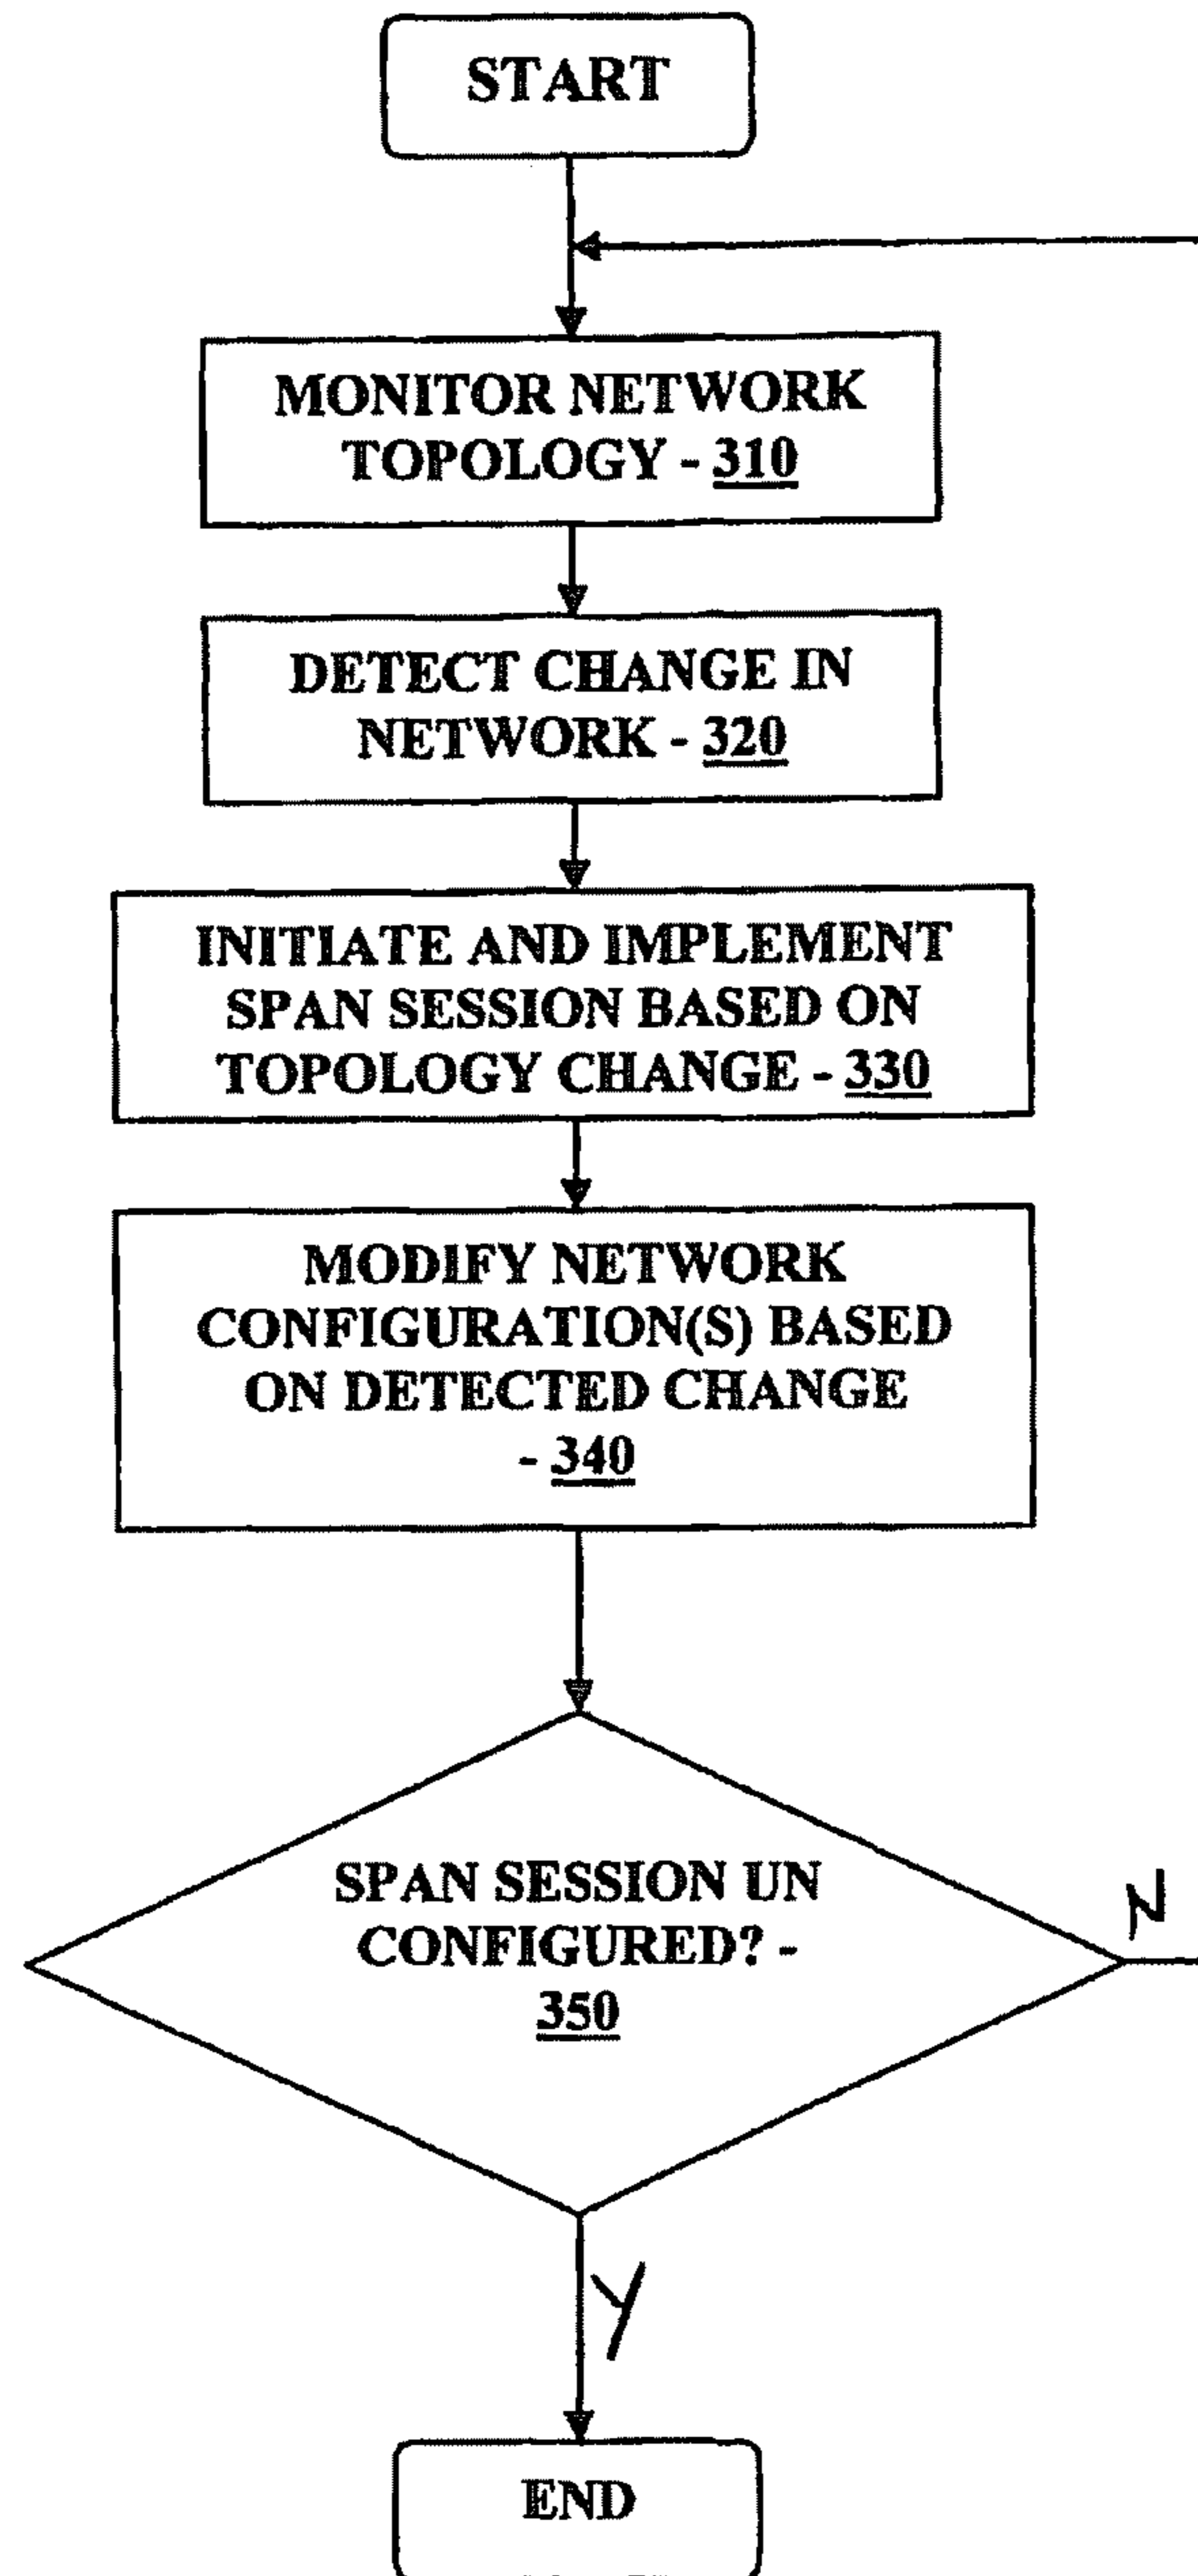 START
MONITOR NETWORK
TOPOLOGY - 310
DETECT CHANGE IN
NETWORK - 320
INITIATE AND IMPLEMENT
SPAN SESSION BASED ON
TOPOLOGY CHANGE - 330
MODIFY NETWORK
CONFIGURATION(S) BASED
ON DETECTED CHANGE
- 340
SPAN SESSION UN
CONFIGURED? -
350
N
Y
END